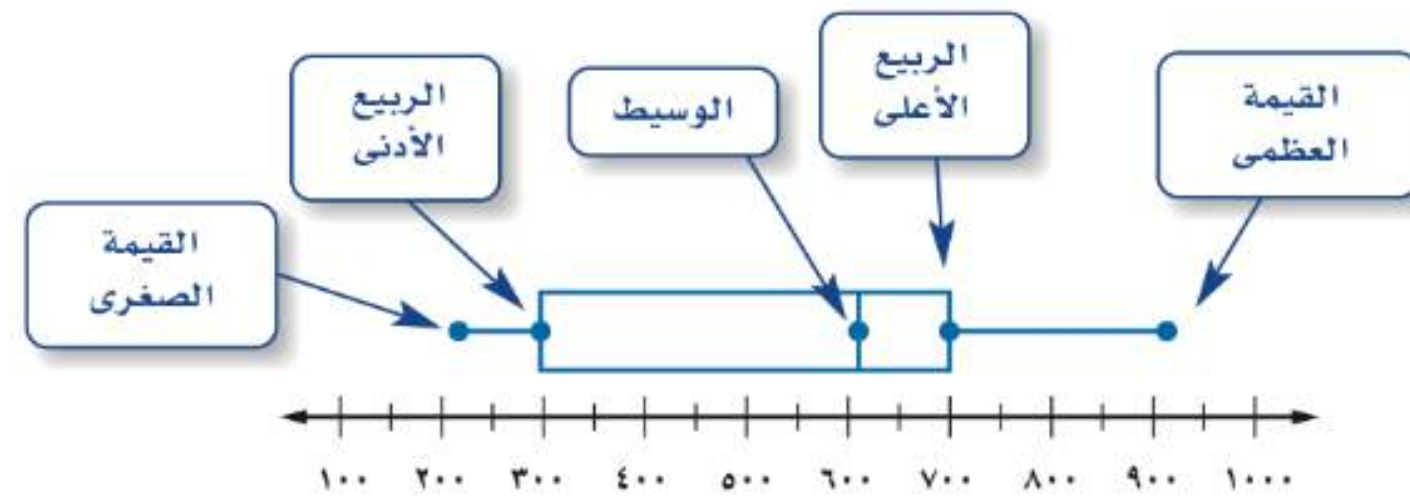 القيمة
العظمى
الربيع
الأعلى
الوسيط
الربيع
الأدنى
القيمة
الصغرى
١٠٠ ٢٠٠ ٣٠٠ ٤٠٠ ٥٠٠ ٦٠٠ ٧٠٠ ٨٠٠ ٩٠٠ ١٠٠٠